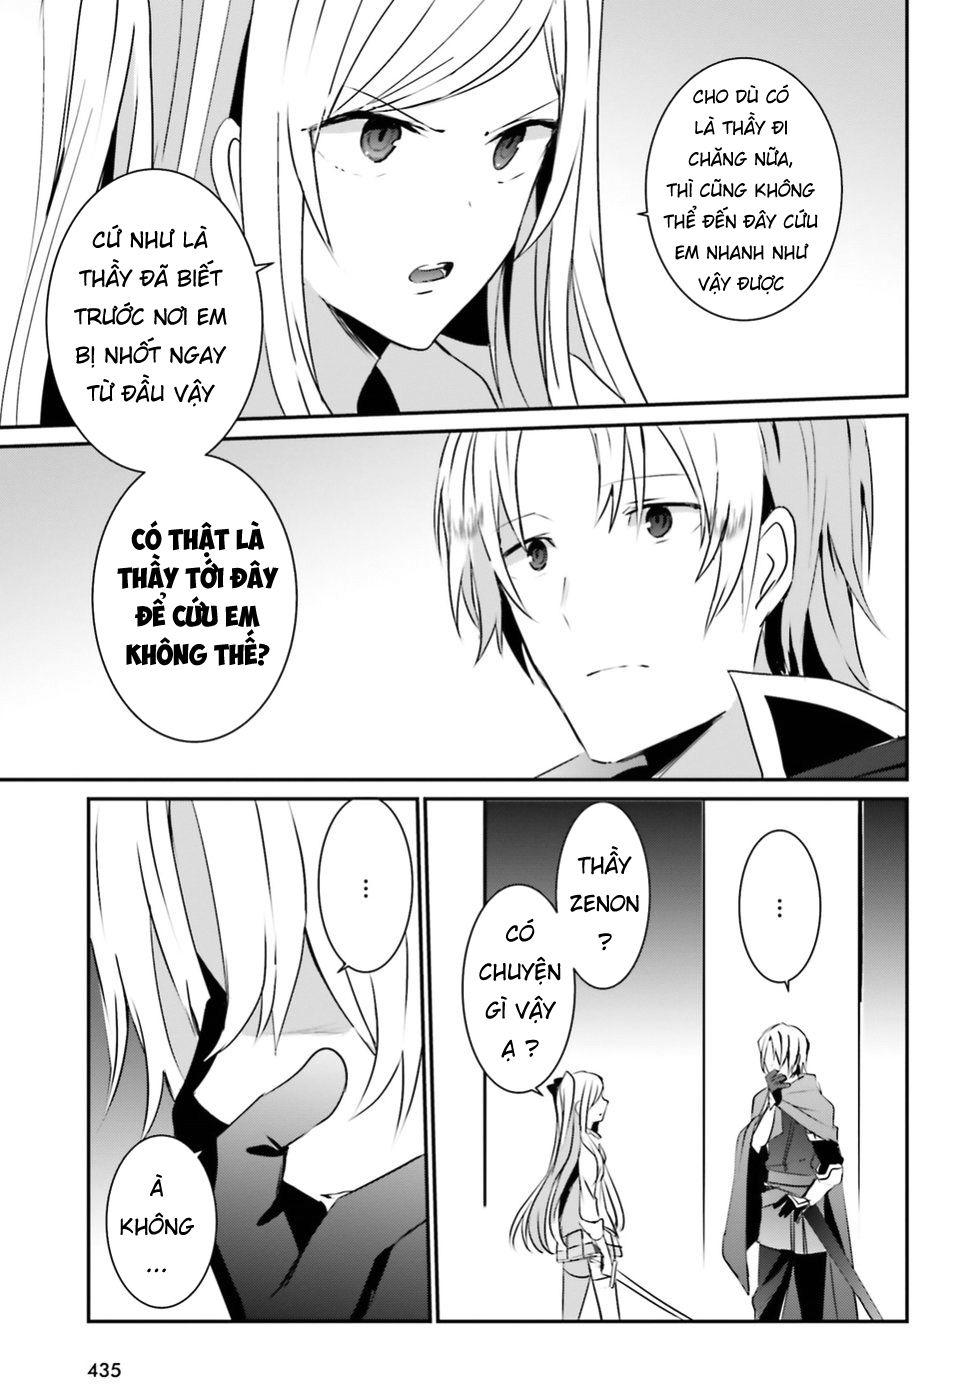 CHO DÙ CÓ
LÀ THẦY ĐI
CHĂNG NỮA,
THÌ CŨNG KHÔNG
THỂ ĐẾN ĐÂY CỨU
EM NHANH NHƯ
VẬY ĐƯỢC
CỨ NHƯ LÀ
THẦY ĐÃ BIẾT
TRƯỚC NƠI EM
BỊ NHỐT NGAY
TỪ ĐẦU VẬY
CÓ THẬT LÀ
THẦY TỚI ĐÂY
ĐỂ CỨU EM
KHÔNG THẾ?
...
THẦY
ZENON
?
CÓ
CHUYỆN
GÌ VẬY
Ạ ?
...
À
KHÔNG
...
435